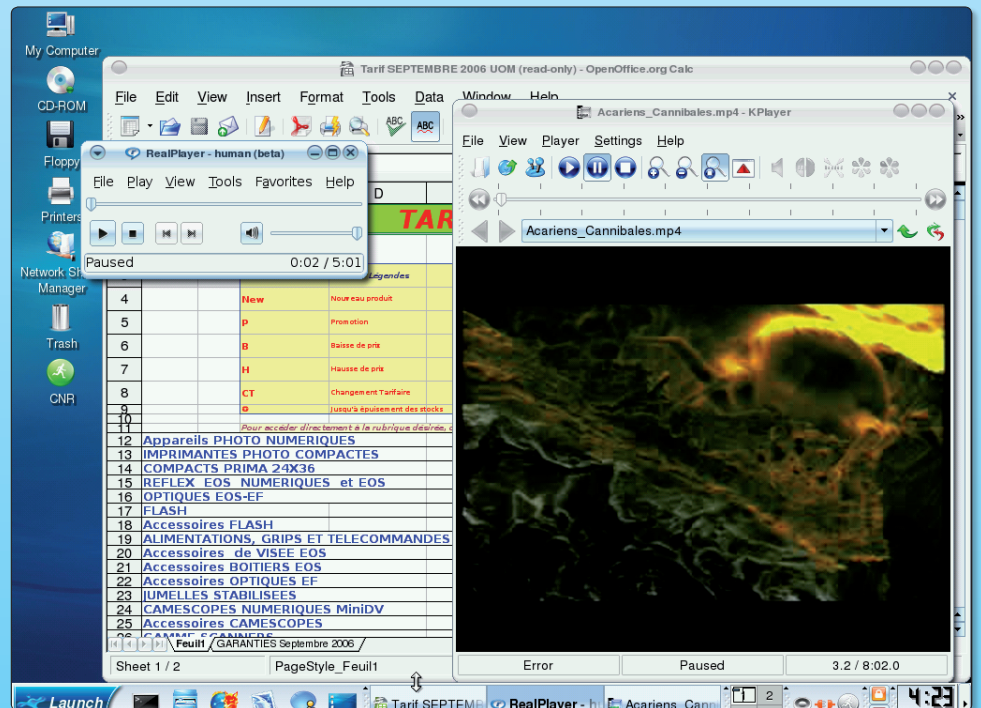 My Computer
CD-ROM
Floppy
Printers
Network Sh
Manager
Trash
CNR
Tarif SEPTEMBRE 2006 UOM (read-only) - OpenOffice.org Calc
File Edit View Insert Format Tools Data Window Help
ABC ABC
D
TAR
Légendes
4 New Nouveau produit
5 P Promotion
6 B Baisse de prix
7 H Hausse de prix
8 CT Changement Tarifaire
9 Jusqu'à épuisement des stocks
10
11 Pour accéder directement à la rubrique désirée, c
12 Appareils PHOTO NUMERIQUES
13 IMPRIMANTES PHOTO COMPACTES
14 COMPACTS PRIMA 24X36
15 REFLEX EOS NUMERIQUES et EOS
16 OPTIQUES EOS-EF
17 FLASH
18 Accessoires FLASH
19 ALIMENTATIONS, GRIPS ET TELECOMMANDES
20 Accessoires de VISEE EOS
21 Accessoires BOITIERS EOS
22 Accessoires OPTIQUES EF
23 JUMELLES STABILISEES
24 CAMESCOPES NUMERIQUES MiniDV
25 Accessoires CAMESCOPES
26 GAMME SCANNERS
Feuil1 GARANTIES Septembre 2006
Sheet 1 / 2 PageStyle_Feuil1
RealPlayer - human (beta)
File Play View Tools Favorites Help
Paused 0:02 / 5:01
Acariens_Cannibales.mp4 - KPlayer
File View Player Settings Help
Acariens_Cannibales.mp4
Error Paused 3.2 / 8:02.0
Launch Tarif SEPTEMB RealPlayer - h Acariens_Cann 1 2 4:23